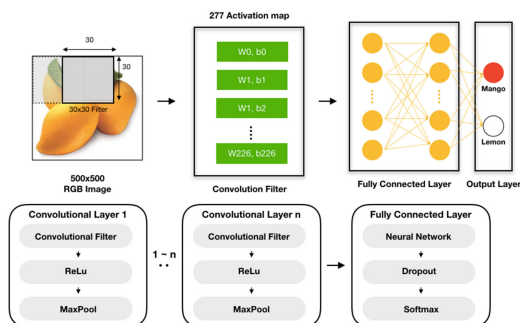 277 Activation map
30
30
30x30 Filter
W0, b0
W1, b1
W1, b2
W226, b226
Mango
Lemon
500x500
RGB Image
Convolution Filter
Fully Connected Layer
Output Layer
Convolutional Layer 1
Convolutional Filter
ReLu
MaxPool
1 ~ n
Convolutional Layer n
Convolutional Filter
ReLu
MaxPool
Fully Connected Layer
Neural Network
Dropout
Softmax